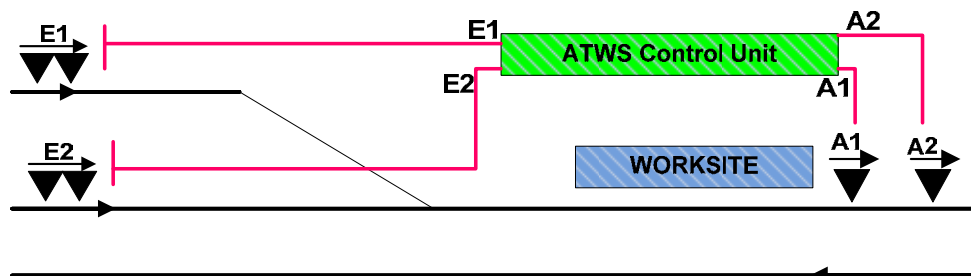 E1
E1
A2
ATWS Control Unit
E2
A1
E2
WORKSITE
A1
A2